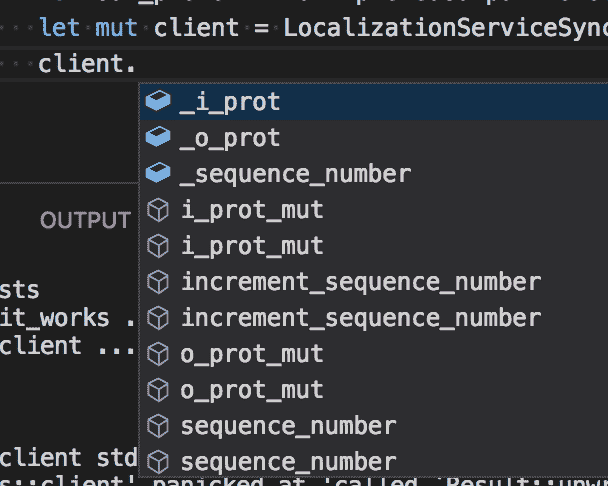 let mut client = LocalizationServiceSync
client.
_i_prot
_o_prot
_sequence_number
i_prot_mut
i_prot_mut
increment_sequence_number
increment_sequence_number
o_prot_mut
o_prot_mut
sequence_number
sequence_number
OUTPUT
sts
it_works .
client ...
client std
s::client' panicked at 'called `Result::unw